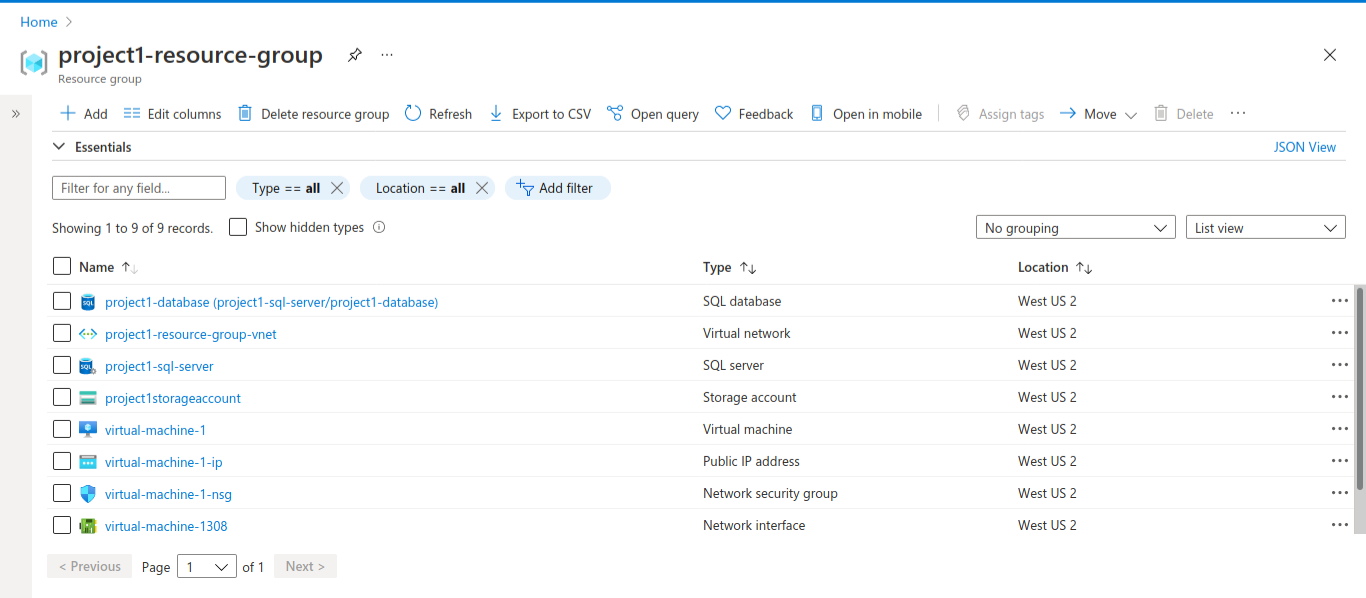 Home
project1-resource-group
Resource group
Add Edit columns Delete resource group Refresh Export to CSV Open query Feedback Open in mobile Assign tags Move Delete
Essentials JSON View
Filter for any field... Type == all Location == all Add filter
Showing 1 to 9 of 9 records. Show hidden types No grouping List view
Name Type Location
project1-database (project1-sql-server/project1-database) SQL database West US 2
project1-resource-group-vnet Virtual network West US 2
project1-sql-server SQL server West US 2
project1storageaccount Storage account West US 2
virtual-machine-1 Virtual machine West US 2
virtual-machine-1-ip Public IP address West US 2
virtual-machine-1-nsg Network security group West US 2
virtual-machine-1308 Network interface West US 2
< Previous Page 1 of 1 Next >